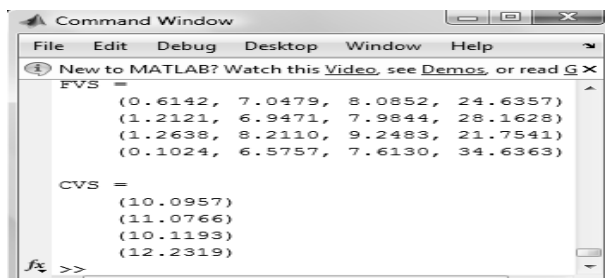 Command Window
File Edit Debug Desktop Window Help
New to MATLAB? Watch this Video, see Demos, or read G
FVS =
(0.6142, 7.0479, 8.0852, 24.6357)
(1.2121, 6.9471, 7.9844, 28.1628)
(1.2638, 8.2110, 9.2483, 21.7541)
(0.1024, 6.5757, 7.6130, 34.6363)
CVS =
(10.0957)
(11.0766)
(10.1193)
(12.2319)
fx >>